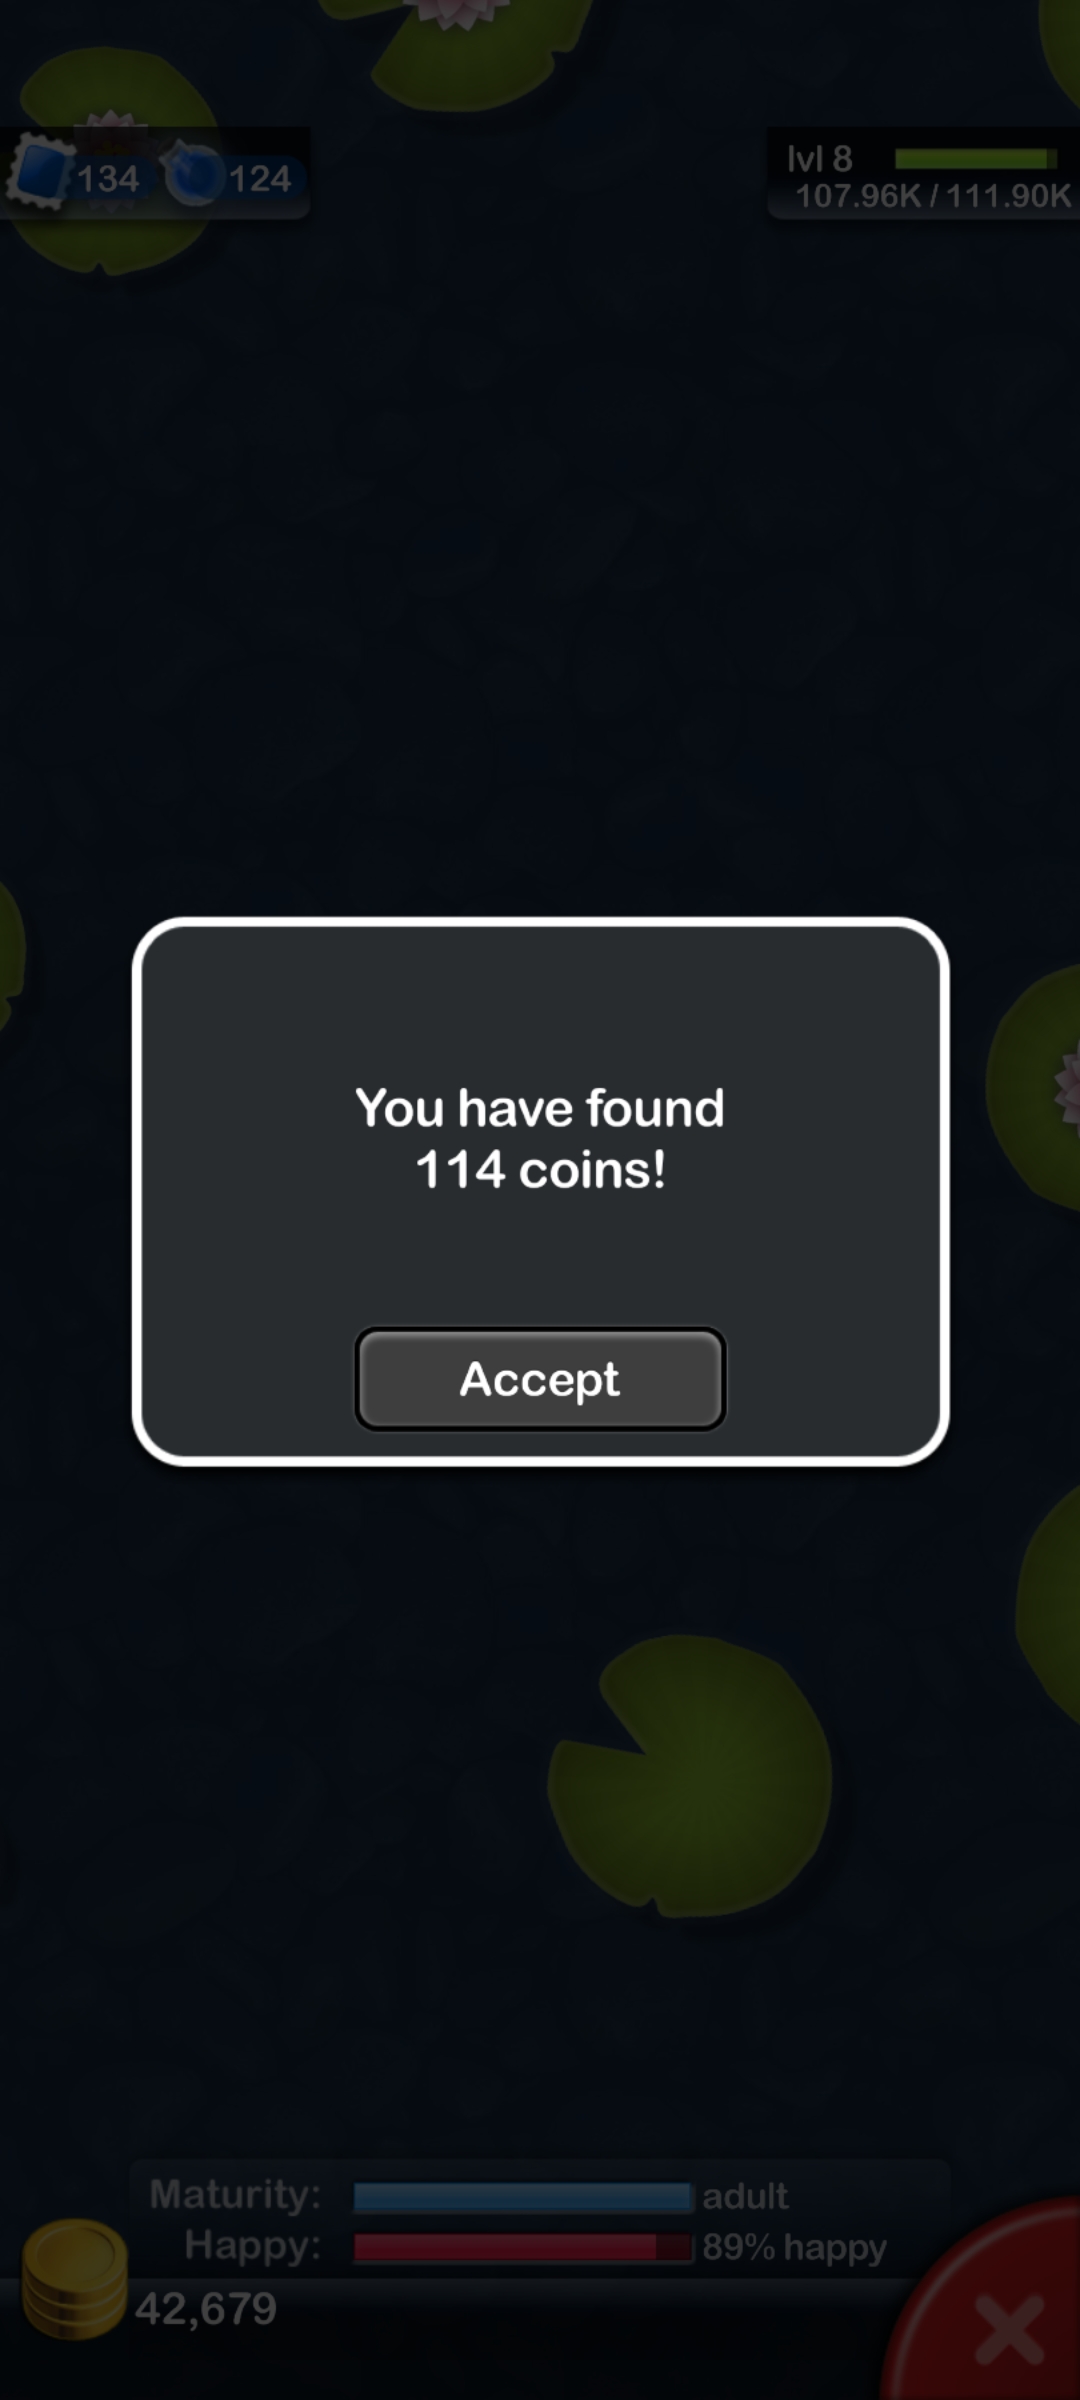 134 124
lvl 8
107.96K / 111.90K
You have found
114 coins!
Accept
Maturity: adult
Happy: 89% happy
42,679